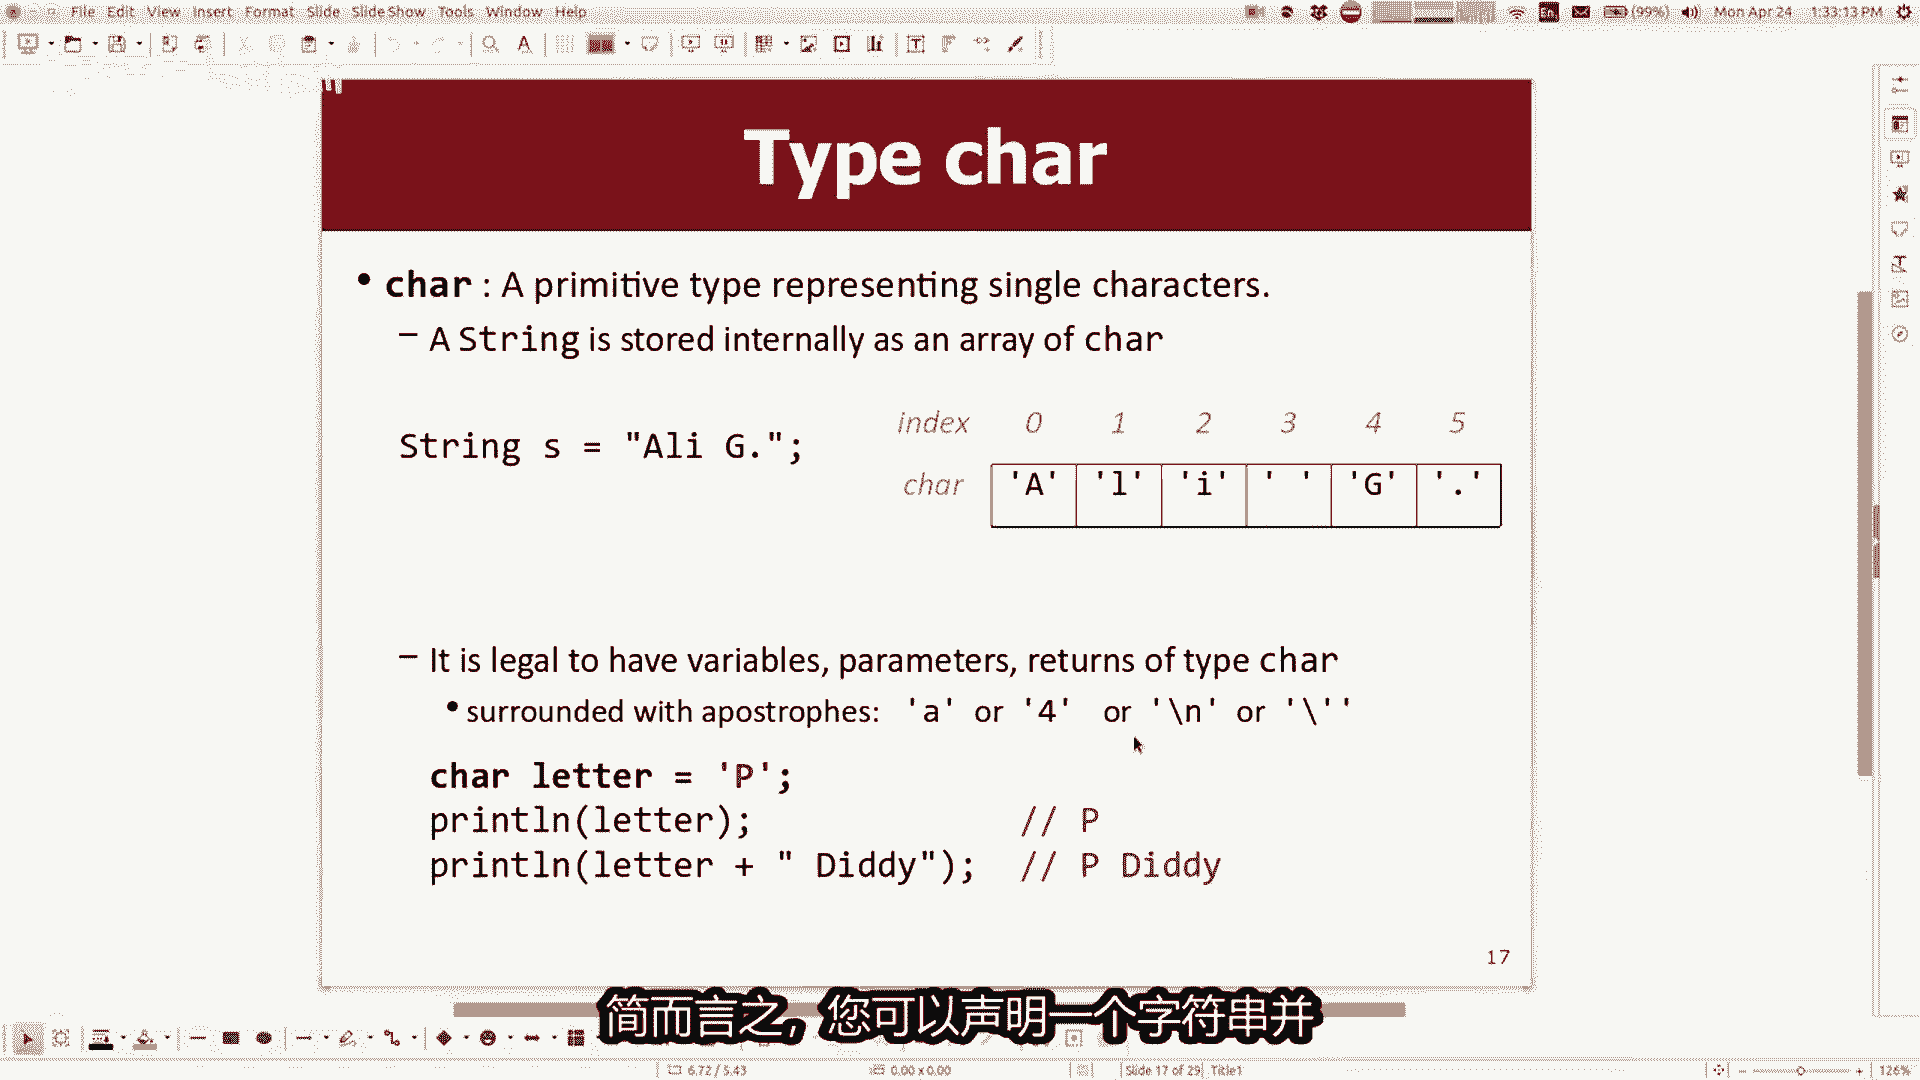 File Edit View Insert Format Slide Slide Show Tools Window Help
En (99%) Mon Apr 24 1:33:13 PM
Type char
• char : A primitive type representing single characters.
– A String is stored internally as an array of char
index 0 1 2 3 4 5
String s = "Ali G.";
char 'A' 'l' 'i' ' ' 'G' '.'
– It is legal to have variables, parameters, returns of type char
• surrounded with apostrophes: 'a' or '4' or '\n' or '\''
char letter = 'P';
println(letter); // P
println(letter + " Diddy"); // P Diddy
17
简而言之，您可以声明一个字符串并
6.72 / 5.43 0.00 x 0.00 Slide 17 of 29 Title1 126%